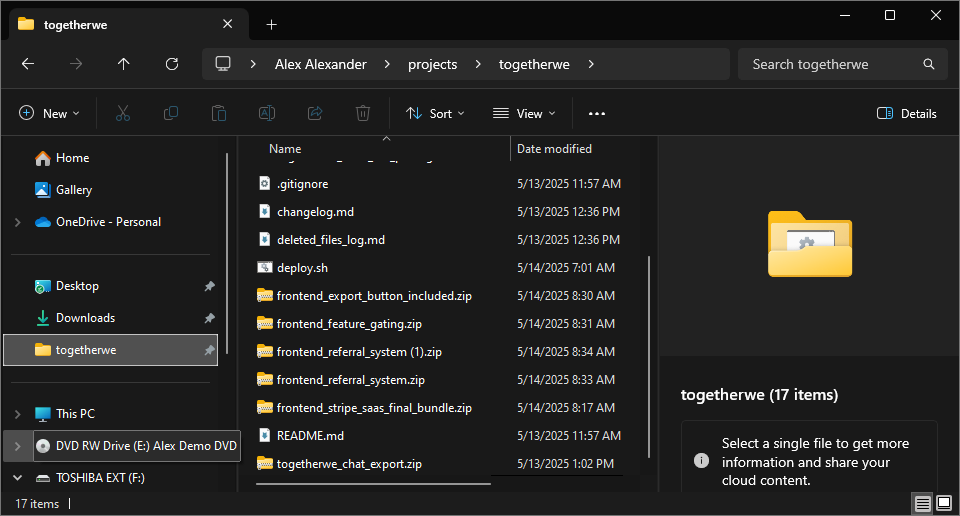 togetherwe
Alex Alexander > projects > togetherwe >
Search togetherwe
New
Sort
View
Details
Home
Gallery
OneDrive - Personal
Desktop
Downloads
togetherwe
This PC
DVD RW Drive (E:) Alex Demo DVD
TOSHIBA EXT (F:)
Name Date modified
.gitignore 5/13/2025 11:57 AM
changelog.md 5/13/2025 12:36 PM
deleted_files_log.md 5/13/2025 12:36 PM
deploy.sh 5/14/2025 7:01 AM
frontend_export_button_included.zip 5/14/2025 8:30 AM
frontend_feature_gating.zip 5/14/2025 8:31 AM
frontend_referral_system (1).zip 5/14/2025 8:34 AM
frontend_referral_system.zip 5/14/2025 8:33 AM
frontend_stripe_saas_final_bundle.zip 5/14/2025 8:17 AM
README.md 5/13/2025 11:57 AM
togetherwe_chat_export.zip 5/13/2025 1:02 PM
togetherwe (17 items)
Select a single file to get more
information and share your
cloud content.
17 items